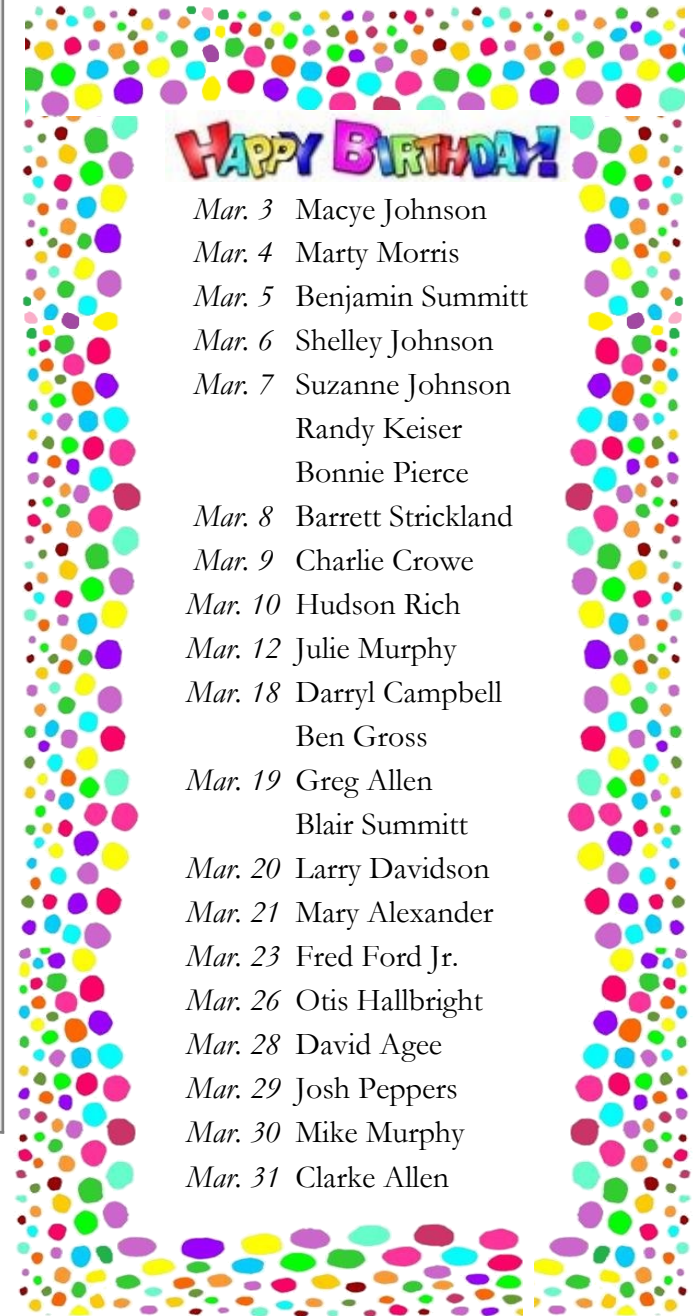 HAPPY BIRTHDAY!
Mar. 3 Macye Johnson
Mar. 4 Marty Morris
Mar. 5 Benjamin Summitt
Mar. 6 Shelley Johnson
Mar. 7 Suzanne Johnson
Randy Keiser
Bonnie Pierce
Mar. 8 Barrett Strickland
Mar. 9 Charlie Crowe
Mar. 10 Hudson Rich
Mar. 12 Julie Murphy
Mar. 18 Darryl Campbell
Ben Gross
Mar. 19 Greg Allen
Blair Summitt
Mar. 20 Larry Davidson
Mar. 21 Mary Alexander
Mar. 23 Fred Ford Jr.
Mar. 26 Otis Hallbright
Mar. 28 David Agee
Mar. 29 Josh Peppers
Mar. 30 Mike Murphy
Mar. 31 Clarke Allen